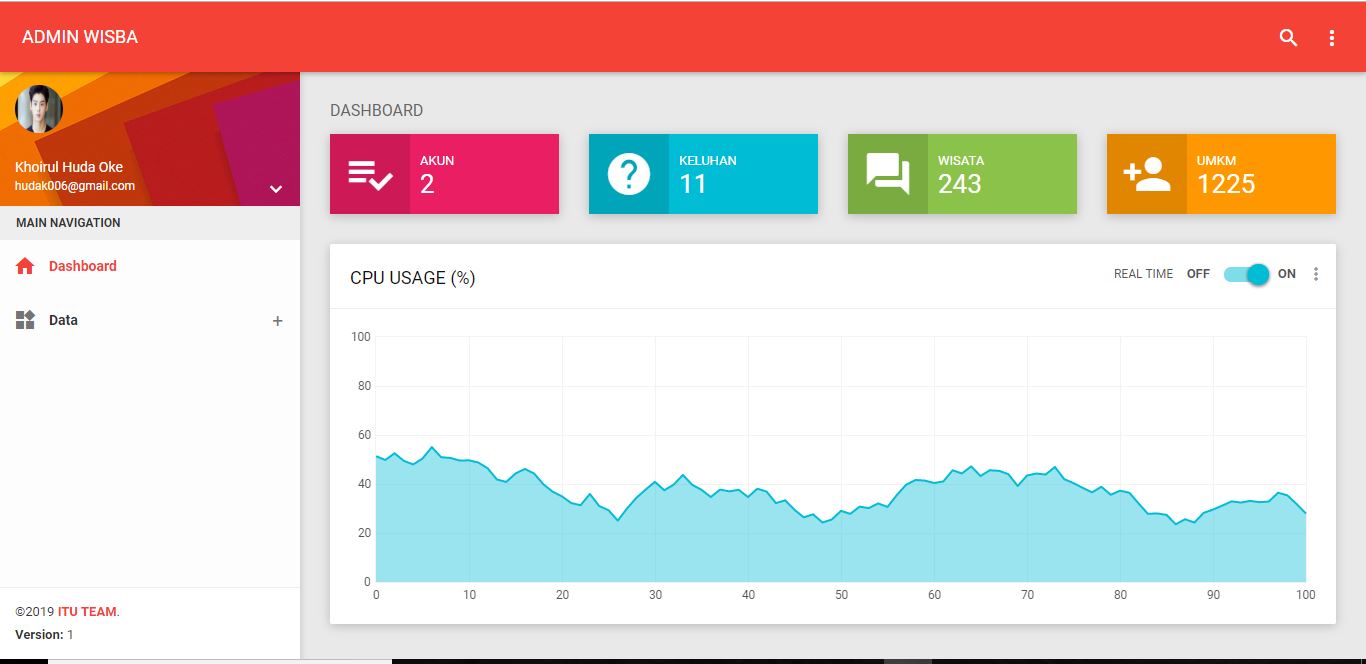 ADMIN WISBA
Khoirul Huda Oke
hudak006@gmail.com
MAIN NAVIGATION
Dashboard
Data +
©2019 ITU TEAM.
Version: 1
DASHBOARD
AKUN
2
KELUHAN
11
WISATA
243
UMKM
1225
CPU USAGE (%)
REAL TIME OFF ON
100
80
60
40
20
0
0 10 20 30 40 50 60 70 80 90 100